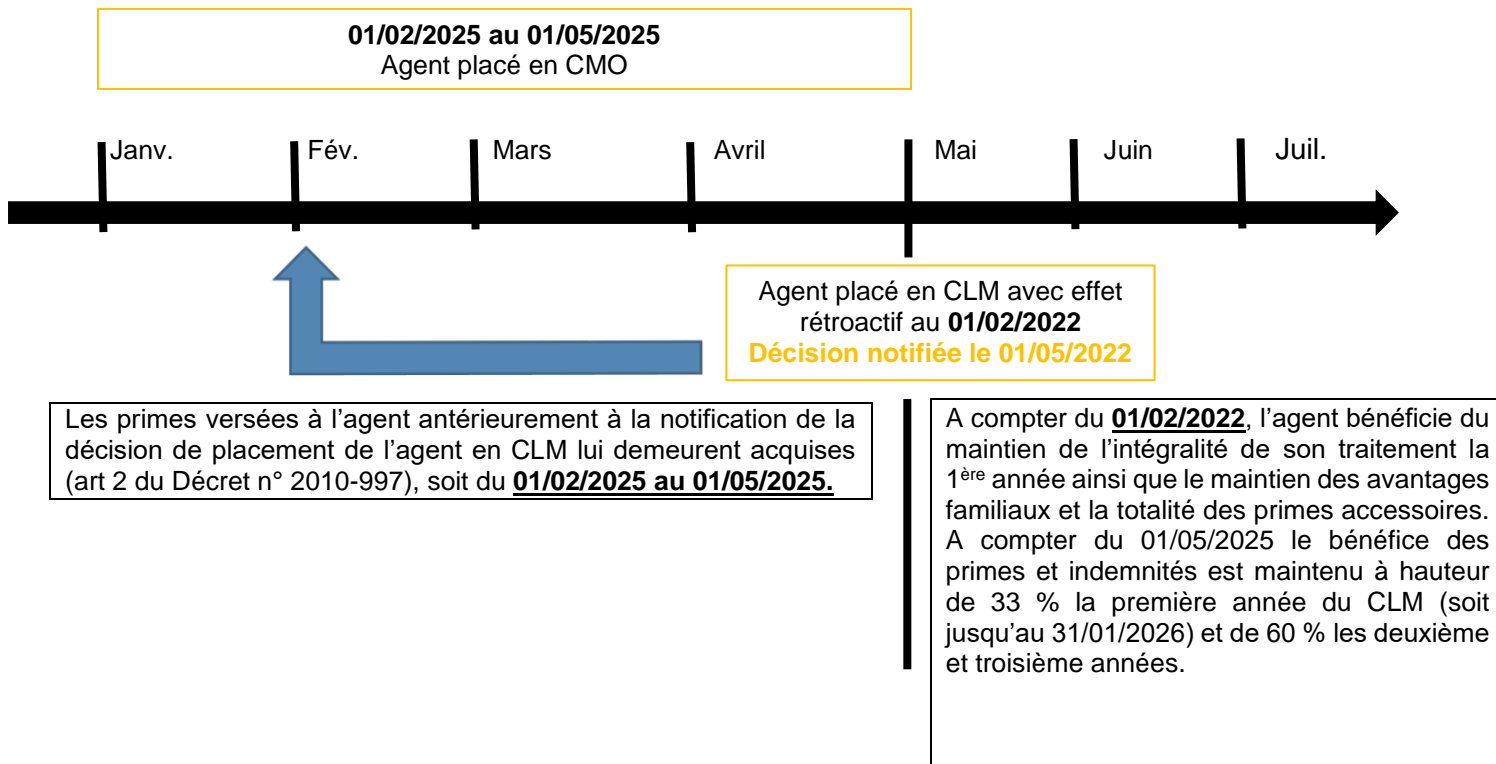 01/02/2025 au 01/05/2025
Agent placé en CMO
Janv.
Fév.
Mars
Avril
Mai
Juin
Juil.
Agent placé en CLM avec effet
rétroactif au 01/02/2022
Décision notifiée le 01/05/2022
Les primes versées à l’agent antérieurement à la notification de la
décision de placement de l’agent en CLM lui demeurent acquises
(art 2 du Décret n° 2010-997), soit du 01/02/2025 au 01/05/2025.
A compter du 01/02/2022, l’agent bénéficie du
maintien de l’intégralité de son traitement la
1ère année ainsi que le maintien des avantages
familiaux et la totalité des primes accessoires.
A compter du 01/05/2025 le bénéfice des
primes et indemnités est maintenu à hauteur
de 33 % la première année du CLM (soit
jusqu’au 31/01/2026) et de 60 % les deuxième
et troisième années.